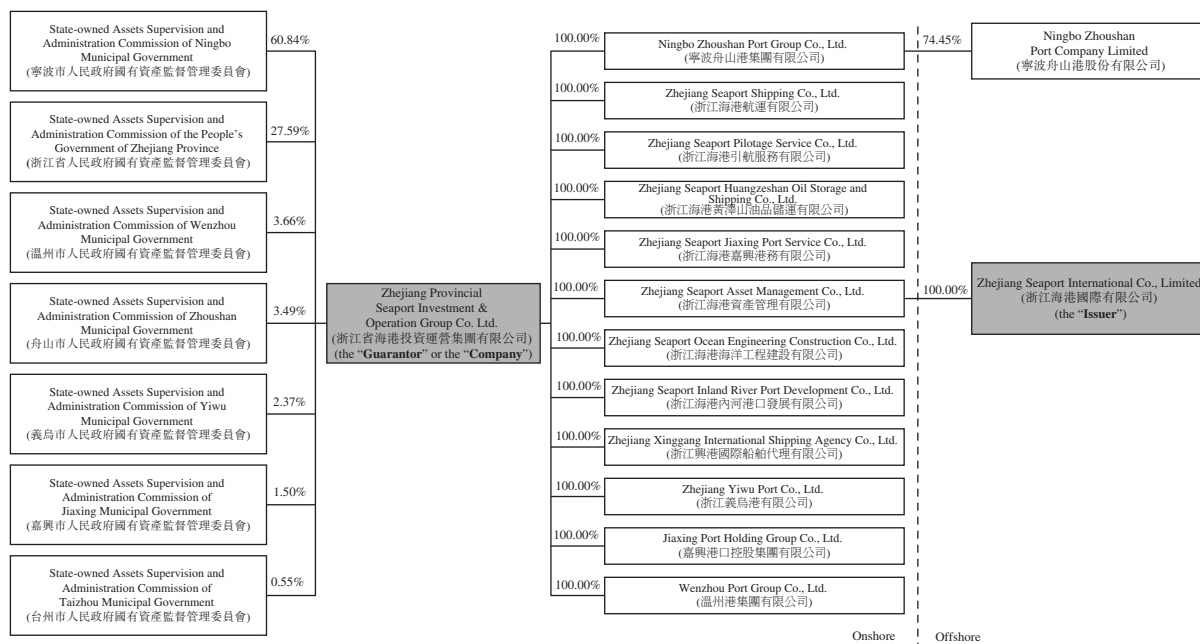 State-owned Assets Supervision and
Administration Commission of Ningbo
Municipal Government
(寧波市人民政府國有資產監督管理委員會)
60.84%
State-owned Assets Supervision and
Administration Commission of the People's
Government of Zhejiang Province
(浙江省人民政府國有資產監督管理委員會)
27.59%
State-owned Assets Supervision and
Administration Commission of Wenzhou
Municipal Government
(溫州市人民政府國有資產監督管理委員會)
3.66%
State-owned Assets Supervision and
Administration Commission of Zhoushan
Municipal Government
(舟山市人民政府國有資產監督管理委員會)
3.49%
State-owned Assets Supervision and
Administration Commission of Yiwu
Municipal Government
(義烏市人民政府國有資產監督管理委員會)
2.37%
State-owned Assets Supervision and
Administration Commission of
Jiaxing Municipal Government
(嘉興市人民政府國有資產監督管理委員會)
1.50%
State-owned Assets Supervision and
Administration Commission of
Taizhou Municipal Government
(台州市人民政府國有資產監督管理委員會)
0.55%
Zhejiang Provincial
Seaport Investment &
Operation Group Co. Ltd.
(浙江省海港投資運營集團有限公司)
(the “Guarantor” or the “Company”)
100.00%
Ningbo Zhoushan Port Group Co., Ltd.
(寧波舟山港集團有限公司)
100.00%
Zhejiang Seaport Shipping Co., Ltd.
(浙江海港航運有限公司)
100.00%
Zhejiang Seaport Pilotage Service Co., Ltd.
(浙江海港引航服務有限公司)
100.00%
Zhejiang Seaport Huangzeshan Oil Storage and
Shipping Co., Ltd.
(浙江海港黃澤山油品儲運有限公司)
100.00%
Zhejiang Seaport Jiaxing Port Service Co., Ltd.
(浙江海港嘉興港務有限公司)
100.00%
Zhejiang Seaport Asset Management Co., Ltd.
(浙江海港資產管理有限公司)
100.00%
Zhejiang Seaport Ocean Engineering Construction Co., Ltd.
(浙江海港海洋工程建設有限公司)
100.00%
Zhejiang Seaport Inland River Port Development Co., Ltd.
(浙江海港內河港口發展有限公司)
100.00%
Zhejiang Xinggang International Shipping Agency Co., Ltd.
(浙江興港國際船舶代理有限公司)
100.00%
Zhejiang Yiwu Port Co., Ltd.
(浙江義烏港有限公司)
100.00%
Jiaxing Port Holding Group Co., Ltd.
(嘉興港口控股集團有限公司)
100.00%
Wenzhou Port Group Co., Ltd.
(溫州港集團有限公司)
74.45%
Ningbo Zhoushan
Port Company Limited
(寧波舟山港股份有限公司)
100.00%
Zhejiang Seaport International Co., Limited
(浙江海港國際有限公司)
(the “Issuer”)
Onshore
Offshore